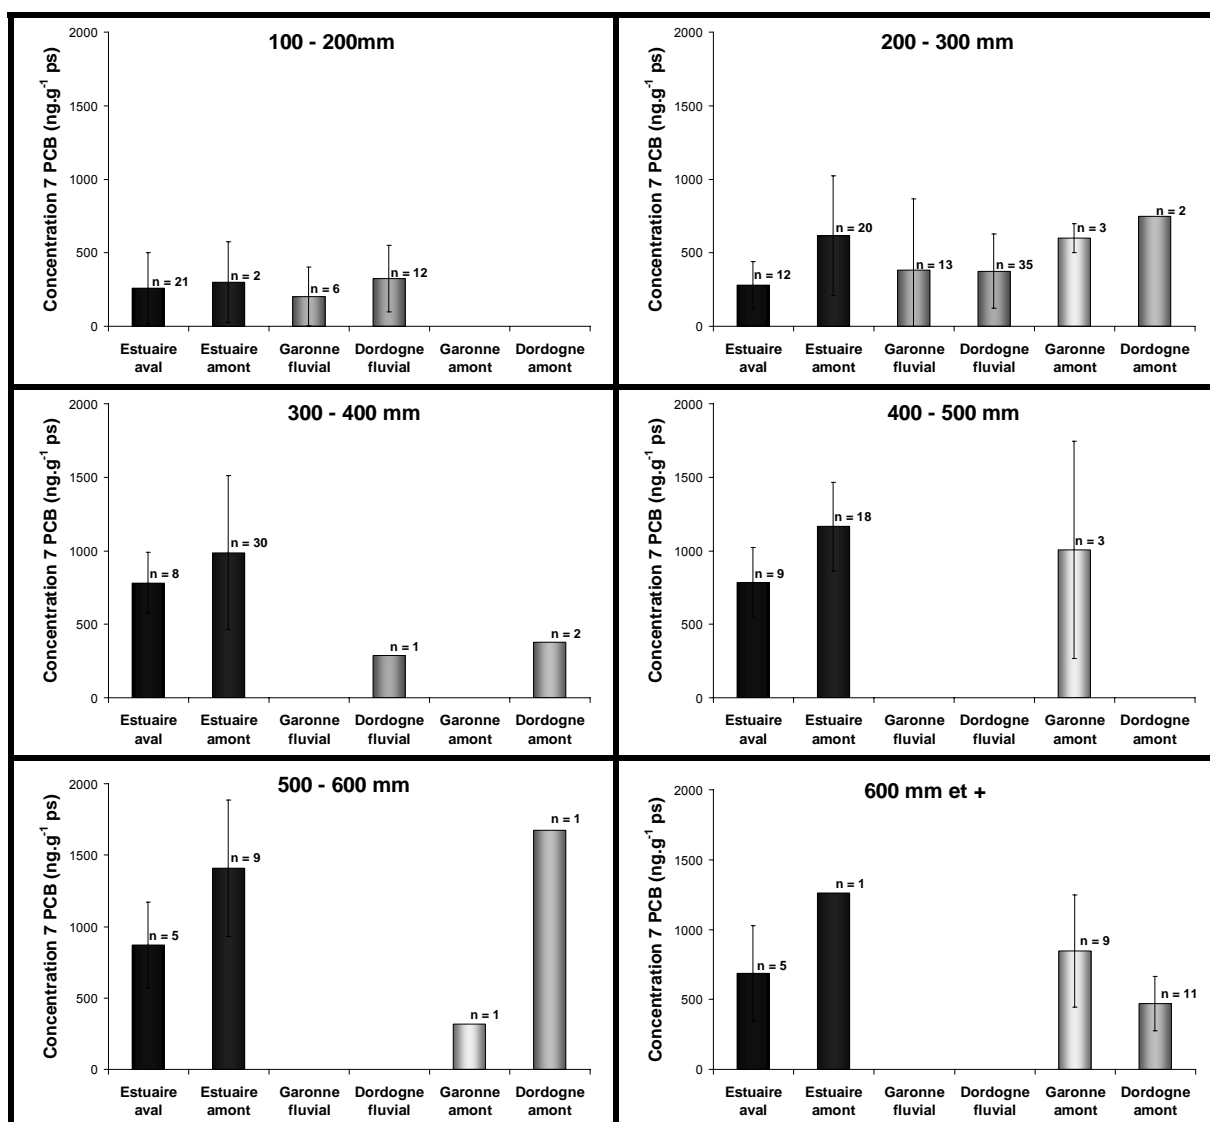 100 - 200mm
Concentration 7 PCB (ng.g-1 ps)
2000
1500
1000
500
0
n = 21
n = 2
n = 6
n = 12
Estuaire aval
Estuaire amont
Garonne fluvial
Dordogne fluvial
Garonne amont
Dordogne amont
200 - 300 mm
Concentration 7 PCB (ng.g-1 ps)
2000
1500
1000
500
0
n = 12
n = 20
n = 13
n = 35
n = 3
n = 2
Estuaire aval
Estuaire amont
Garonne fluvial
Dordogne fluvial
Garonne amont
Dordogne amont
300 - 400 mm
Concentration 7 PCB (ng.g-1 ps)
2000
1500
1000
500
0
n = 8
n = 30
n = 1
n = 2
Estuaire aval
Estuaire amont
Garonne fluvial
Dordogne fluvial
Garonne amont
Dordogne amont
400 - 500 mm
Concentration 7 PCB (ng.g-1 ps)
2000
1500
1000
500
0
n = 9
n = 18
n = 3
Estuaire aval
Estuaire amont
Garonne fluvial
Dordogne fluvial
Garonne amont
Dordogne amont
500 - 600 mm
Concentration 7 PCB (ng.g-1 ps)
2000
1500
1000
500
0
n = 5
n = 9
n = 1
n = 1
Estuaire aval
Estuaire amont
Garonne fluvial
Dordogne fluvial
Garonne amont
Dordogne amont
600 mm et +
Concentration 7 PCB (ng.g-1 ps)
2000
1500
1000
500
0
n = 5
n = 1
n = 9
n = 11
Estuaire aval
Estuaire amont
Garonne fluvial
Dordogne fluvial
Garonne amont
Dordogne amont